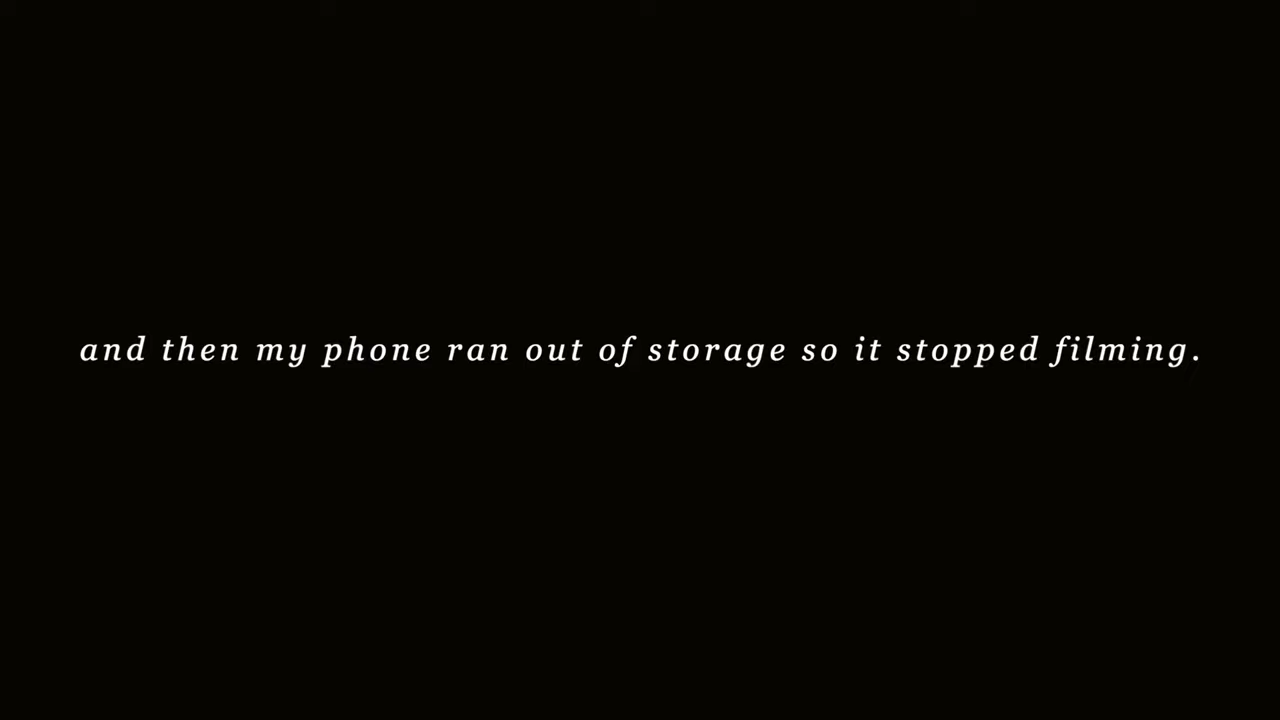 and then my phone ran out of storage so it stopped filming.